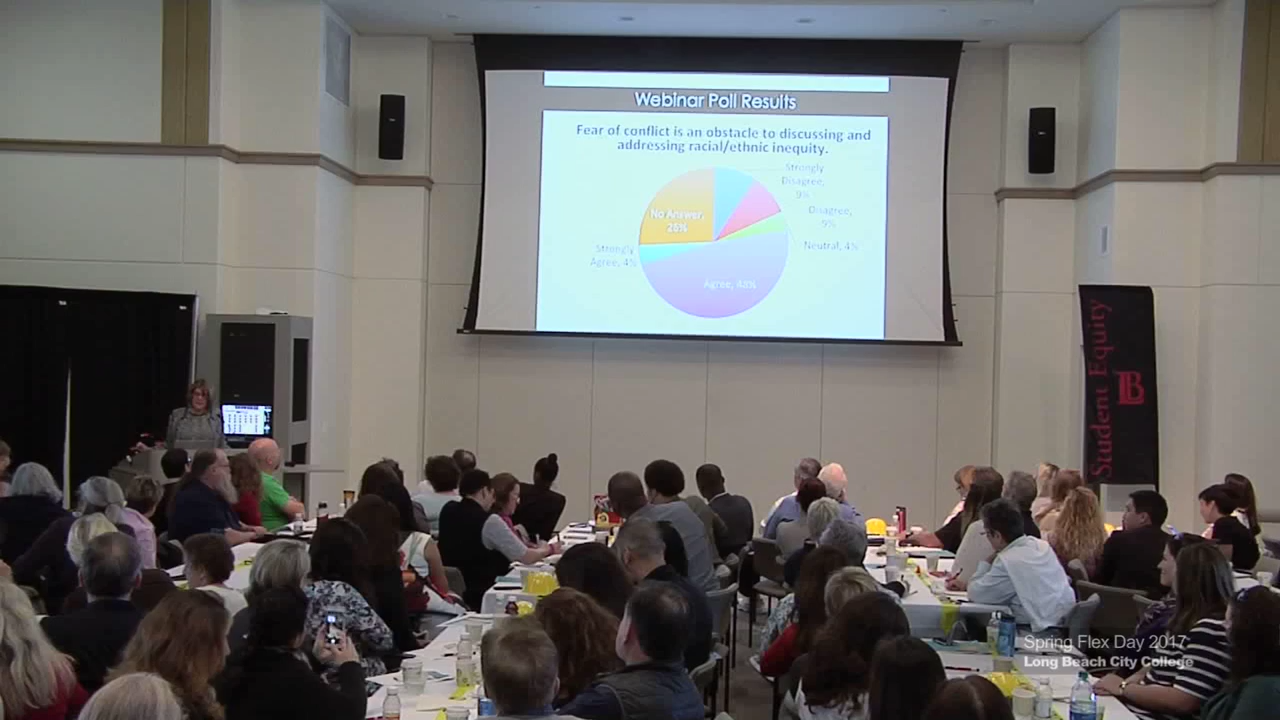 Webinar Poll Results
Fear of conflict is an obstacle to discussing and
addressing racial/ethnic inequity.
Strongly
Disagree,
9%
No Answer,
25%
Disagree,
9%
Neutral, 4%
Strongly
Agree, 4%
Agree, 48%
Student Equity
LB
Spring Flex Day 2017
Long Beach City College